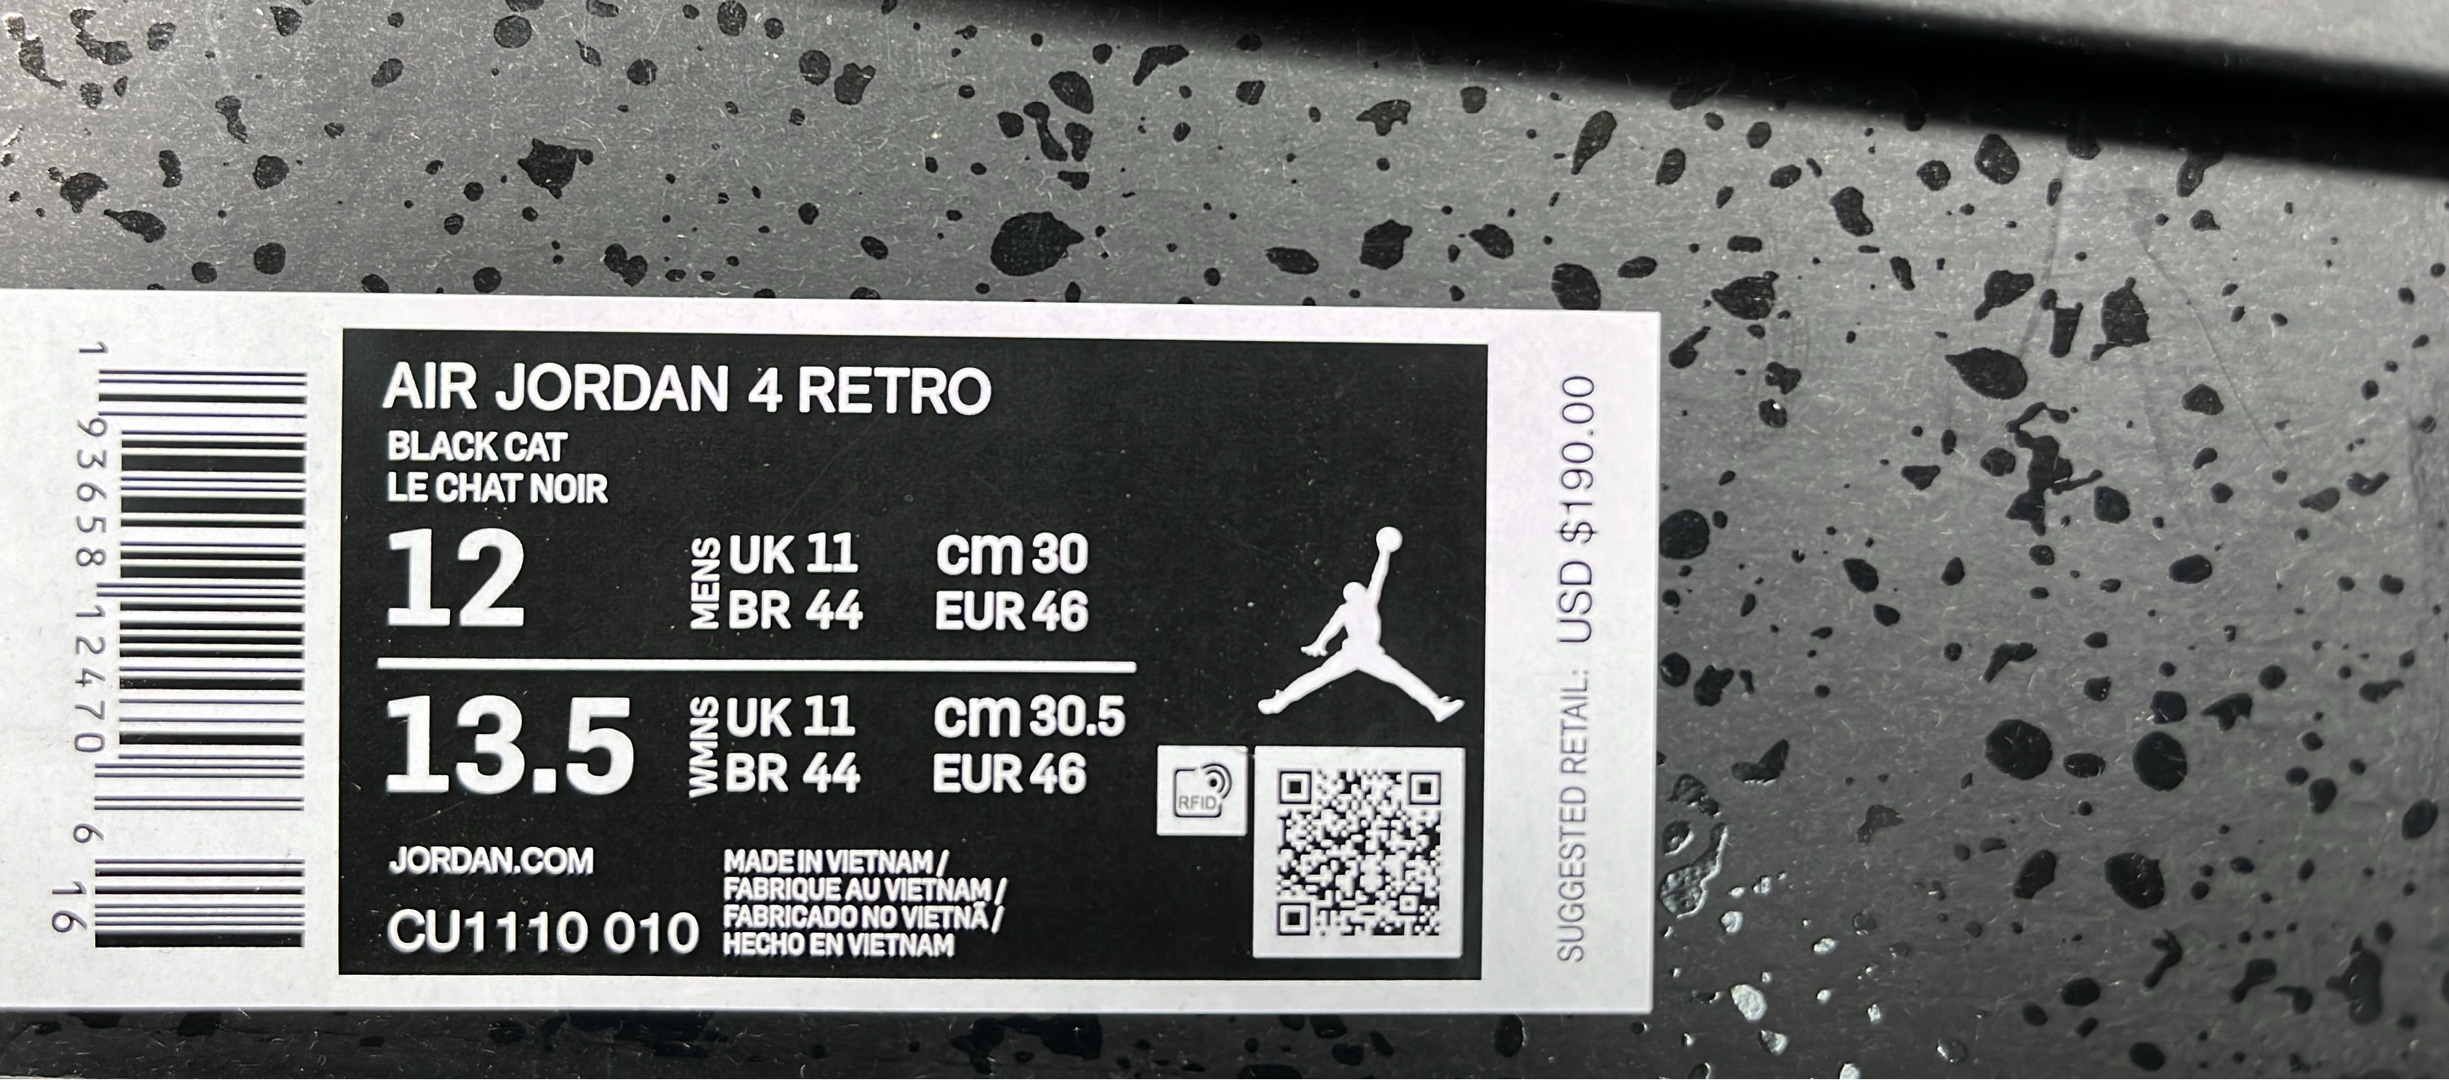 1 93658 12470 6 16
AIR JORDAN 4 RETRO
BLACK CAT
LE CHAT NOIR
12 MENS UK 11 cm 30
BR 44 EUR 46
13.5 WMNS UK 11 cm 30.5
BR 44 EUR 46
JORDAN.COM
CU1110 010
MADE IN VIETNAM /
FABRIQUE AU VIETNAM /
FABRICADO NO VIETNÃ /
HECHO EN VIETNAM
RFID
SUGGESTED RETAIL: USD $190.00